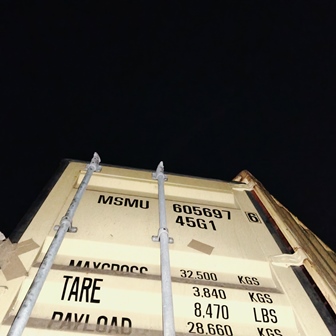 MSMU 605697 6
45G1
MAXGROSS 32.500 KGS
TARE 3.840 KGS
8.470 LBS
PAYLOAD 28.660 KGS